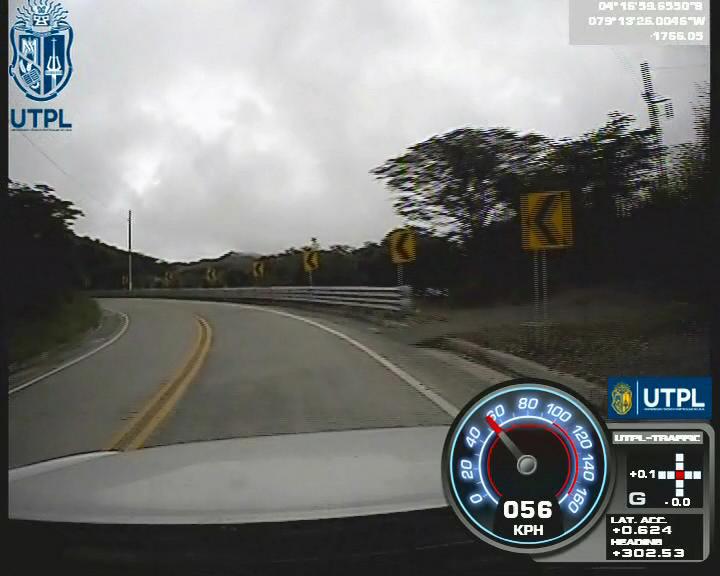 UTPL
04°16'59.6550"S
079°13'26.0046"W
-1766.05
UTPL
0 20 40 60 80 100 120 140 160
056
KPH
UTPL-TRAFFIC
+0.1
G
-0.0
LAT. ACC.
+0.624
HEADING
+302.53